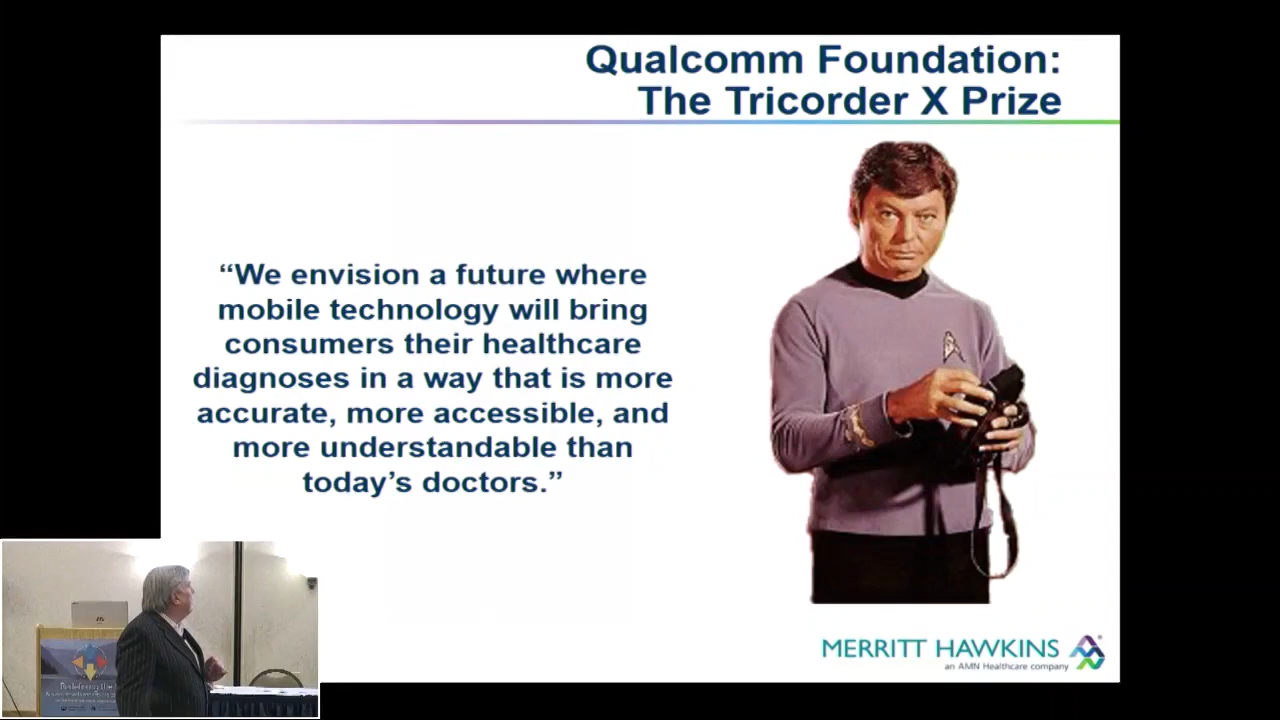 Qualcomm Foundation:
The Tricorder X Prize
“We envision a future where
mobile technology will bring
consumers their healthcare
diagnoses in a way that is more
accurate, more accessible, and
more understandable than
today’s doctors.”
MERRITT HAWKINS
an AMN Healthcare company